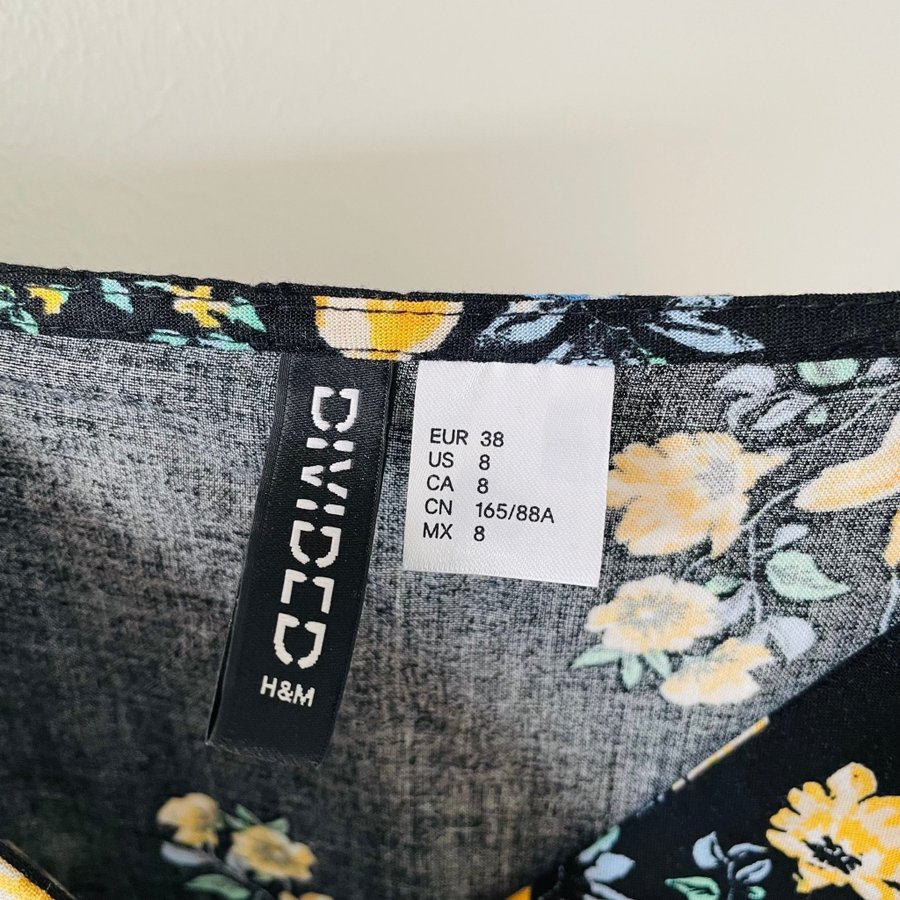 DIVIDED
H&M
EUR 38
US 8
CA 8
CN 165/88A
MX 8